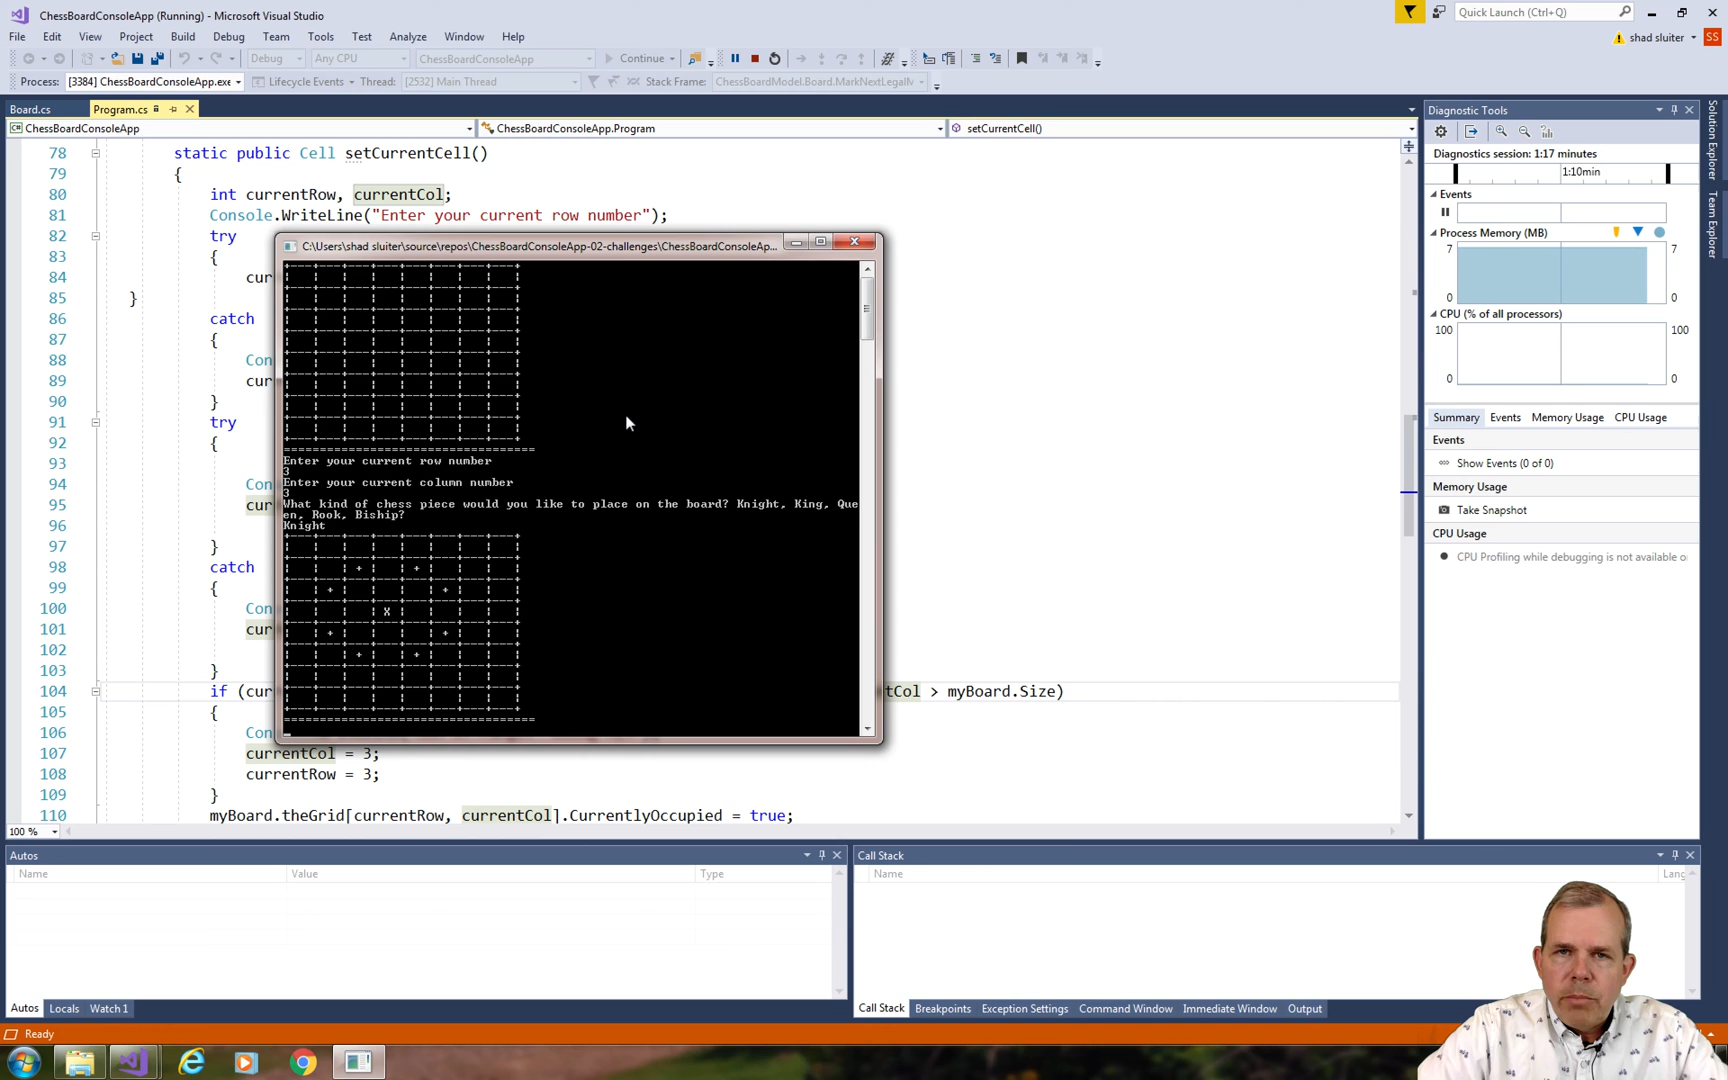 ChessBoardConsoleApp (Running) - Microsoft Visual Studio
Quick Launch (Ctrl+Q)
File Edit View Project Build Debug Team Tools Test Analyze Window Help
shad sluiter SS
Debug Any CPU ChessBoardConsoleApp Continue
Process: [3384] ChessBoardConsoleApp.exe Lifecycle Events Thread: [2532] Main Thread Stack Frame: ChessBoardModel.Board.MarkNextLegalM
Board.cs Program.cs
ChessBoardConsoleApp ChessBoardConsoleApp.Program setCurrentCell()
78 static public Cell setCurrentCell()
79 {
80 int currentRow, currentCol;
81 Console.WriteLine("Enter your current row number");
82 try
83 {
84 cur
85 }
86 catch
87 {
88 Con
89 cur
90 }
91 try
92 {
93
94 Con
95 cur
96
97 }
98 catch
99 {
100 Con
101 cur
102
103 }
104 if (cur tCol > myBoard.Size)
105 {
106 Con
107 currentCol = 3;
108 currentRow = 3;
109 }
110 myBoard.theGrid[currentRow, currentCol].CurrentlyOccupied = true;
100 %
C:\Users\shad sluiter\source\repos\ChessBoardConsoleApp-02-challenges\ChessBoardConsoleAp...
===================================
Enter your current row number
3
Enter your current column number
3
What kind of chess piece would you like to place on the board? Knight, King, Que
en, Rook, Biship?
Knight
+ +
+ +
X
+ +
+ +
===================================
Diagnostic Tools
Diagnostics session: 1:17 minutes
1:10min
Events
Process Memory (MB)
7 7
0 0
CPU (% of all processors)
100 100
0 0
Summary Events Memory Usage CPU Usage
Events
Show Events (0 of 0)
Memory Usage
Take Snapshot
CPU Usage
CPU Profiling while debugging is not available o
Solution Explorer
Team Explorer
Autos
Name Value Type
Autos Locals Watch 1
Call Stack
Name Lang
Call Stack Breakpoints Exception Settings Command Window Immediate Window Output
Ready